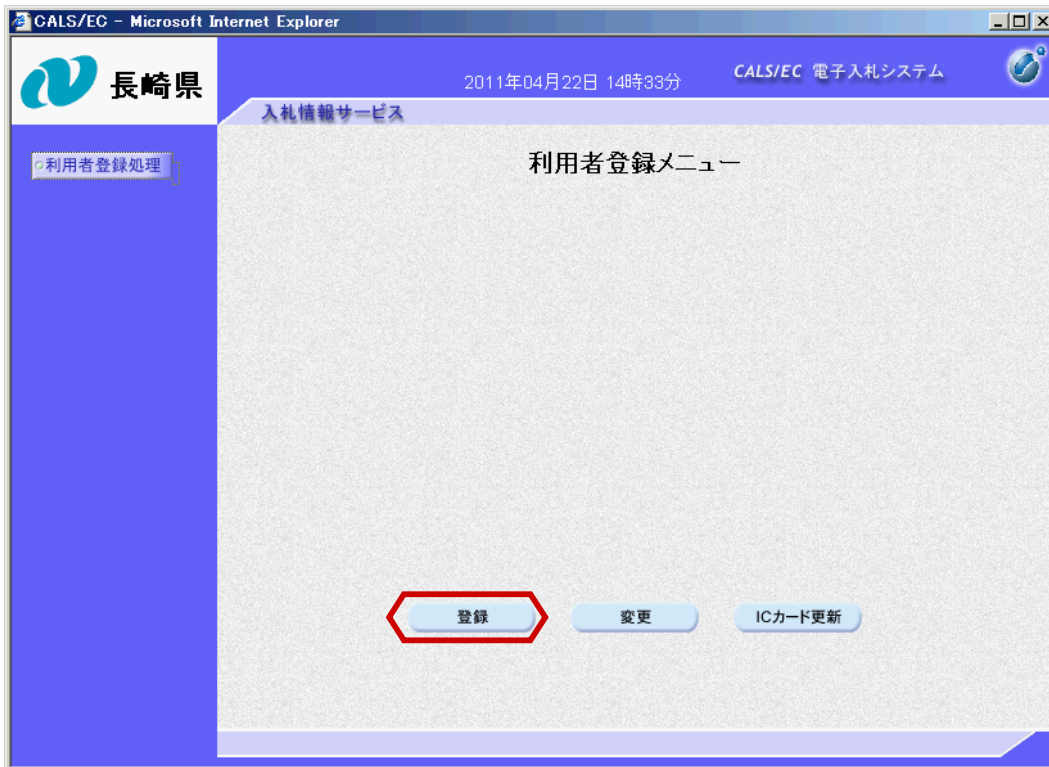 CALS/EC - Microsoft Internet Explorer
長崎県
2011年04月22日 14時33分
CALS/EC 電子入札システム
入札情報サービス
利用者登録処理
利用者登録メニュー
登録
変更
ICカード更新